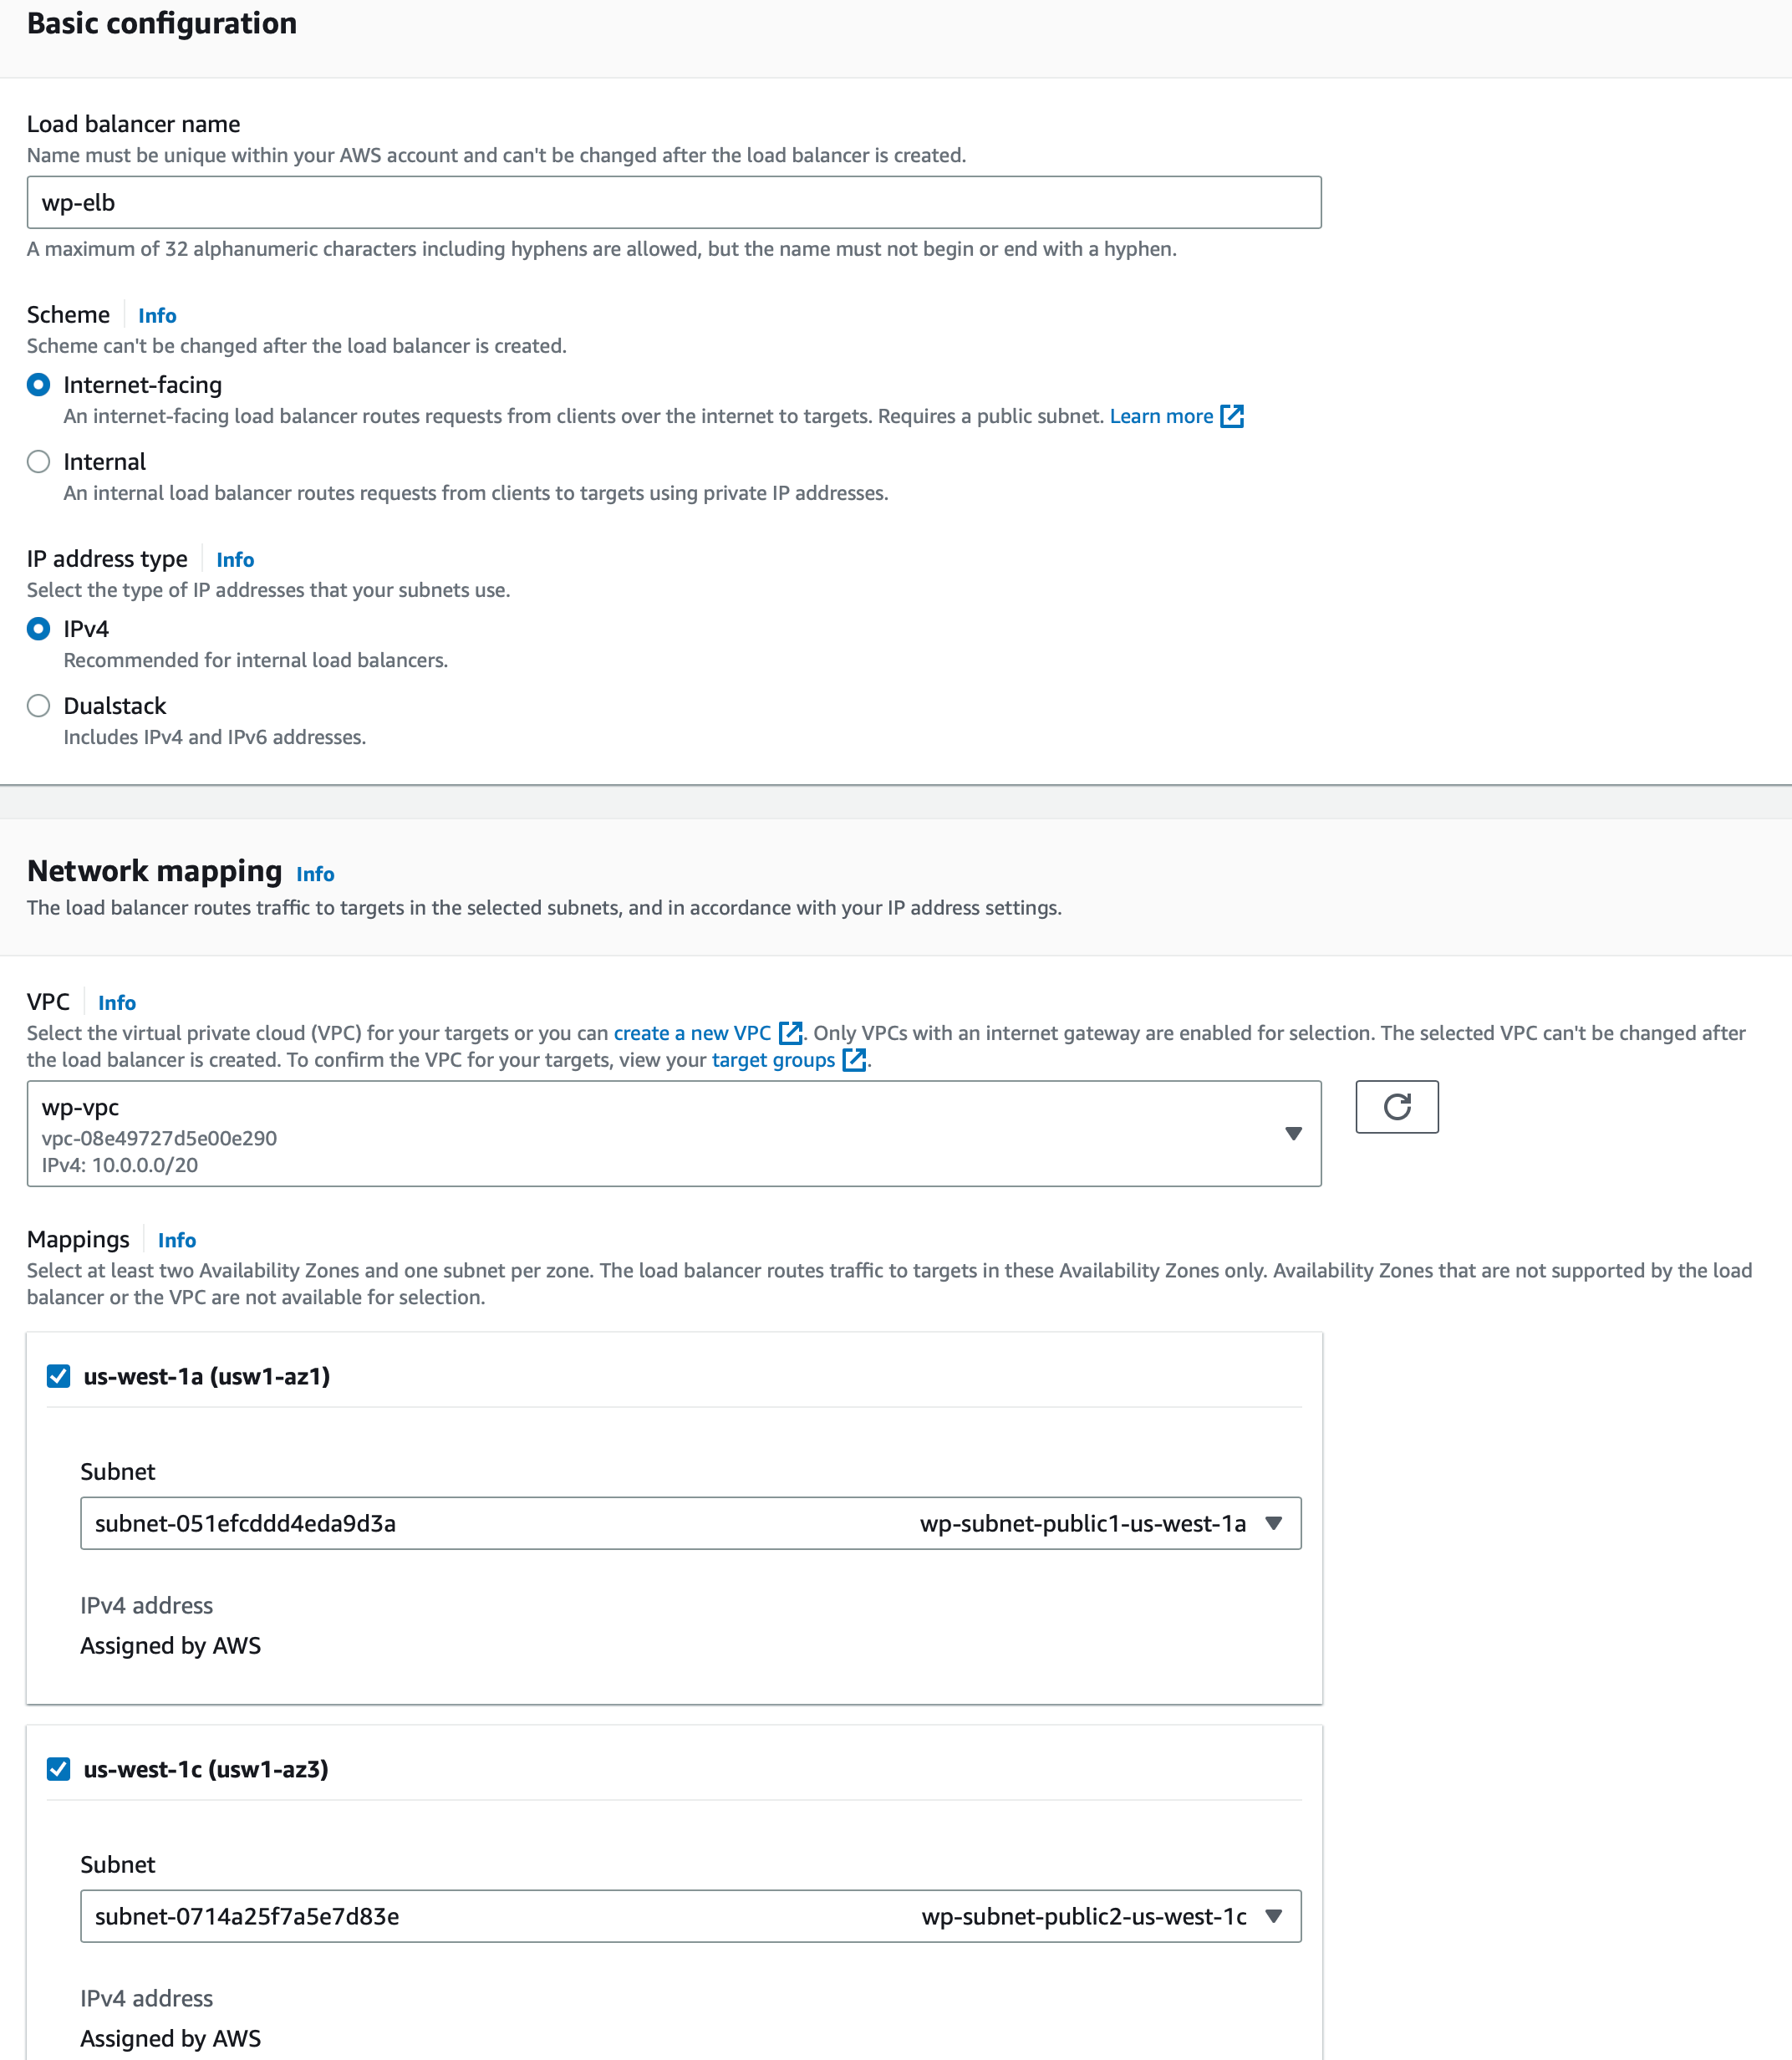 Basic configuration
Load balancer name
Name must be unique within your AWS account and can't be changed after the load balancer is created.
wp-elb
A maximum of 32 alphanumeric characters including hyphens are allowed, but the name must not begin or end with a hyphen.
Scheme Info
Scheme can't be changed after the load balancer is created.
Internet-facing
An internet-facing load balancer routes requests from clients over the internet to targets. Requires a public subnet. Learn more
Internal
An internal load balancer routes requests from clients to targets using private IP addresses.
IP address type Info
Select the type of IP addresses that your subnets use.
IPv4
Recommended for internal load balancers.
Dualstack
Includes IPv4 and IPv6 addresses.
Network mapping Info
The load balancer routes traffic to targets in the selected subnets, and in accordance with your IP address settings.
VPC Info
Select the virtual private cloud (VPC) for your targets or you can create a new VPC . Only VPCs with an internet gateway are enabled for selection. The selected VPC can't be changed after
the load balancer is created. To confirm the VPC for your targets, view your target groups .
wp-vpc
vpc-08e49727d5e00e290
IPv4: 10.0.0.0/20
Mappings Info
Select at least two Availability Zones and one subnet per zone. The load balancer routes traffic to targets in these Availability Zones only. Availability Zones that are not supported by the load
balancer or the VPC are not available for selection.
us-west-1a (usw1-az1)
Subnet
subnet-051efcddd4eda9d3a wp-subnet-public1-us-west-1a
IPv4 address
Assigned by AWS
us-west-1c (usw1-az3)
Subnet
subnet-0714a25f7a5e7d83e wp-subnet-public2-us-west-1c
IPv4 address
Assigned by AWS